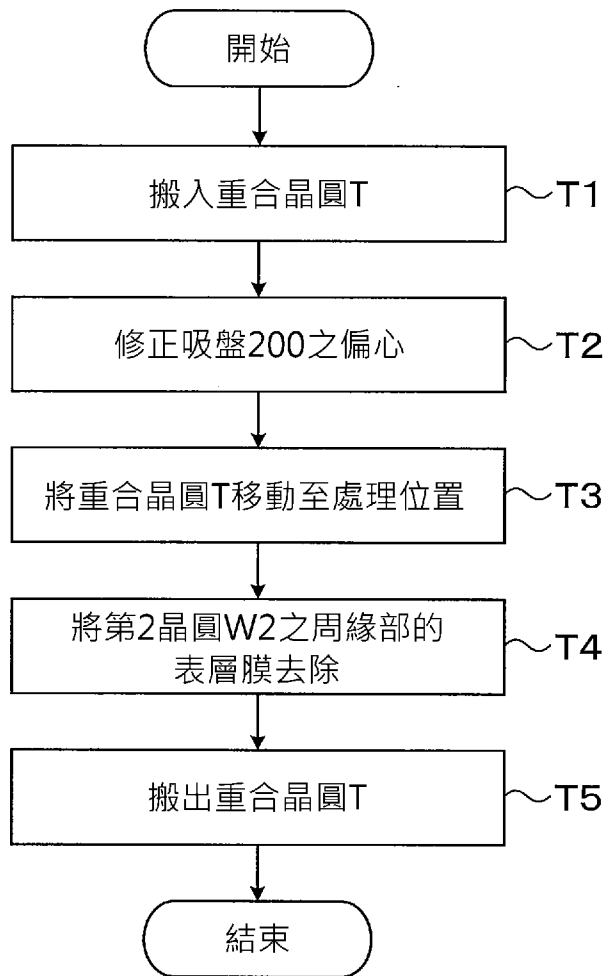 開始
搬入重合晶圓T
T1
修正吸盤200之偏心
T2
將重合晶圓T移動至處理位置
T3
將第2晶圓W2之周緣部的
表層膜去除
T4
搬出重合晶圓T
T5
結束